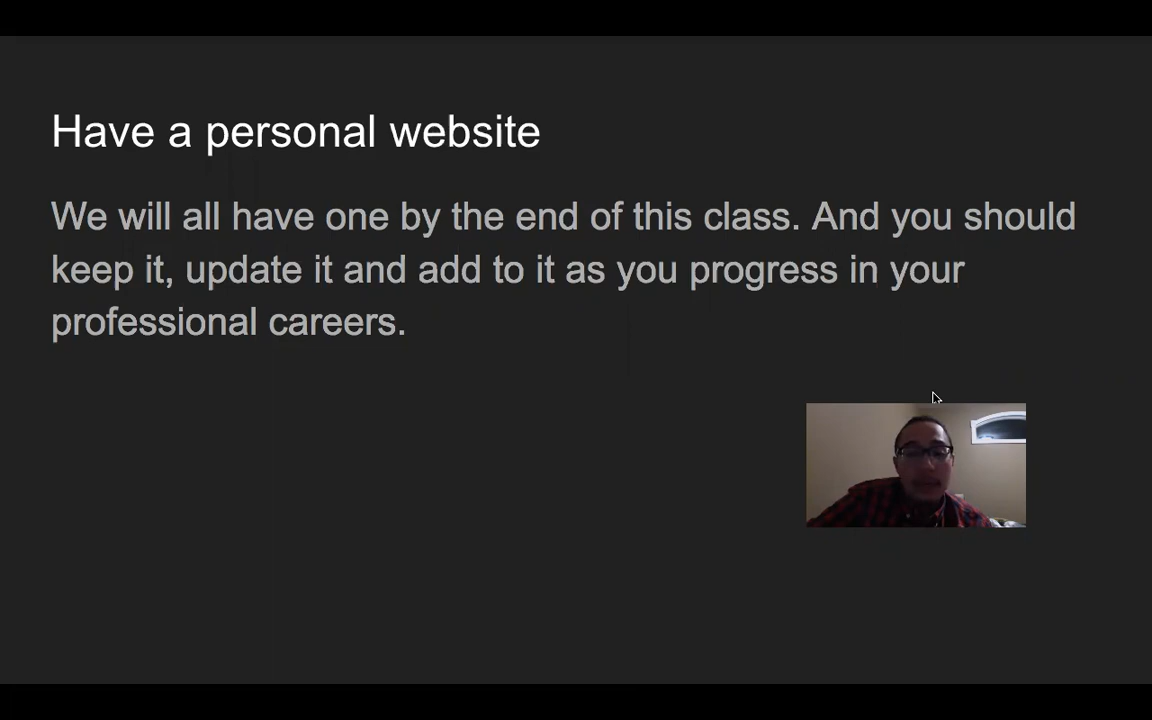 Have a personal website
We will all have one by the end of this class. And you should
keep it, update it and add to it as you progress in your
professional careers.